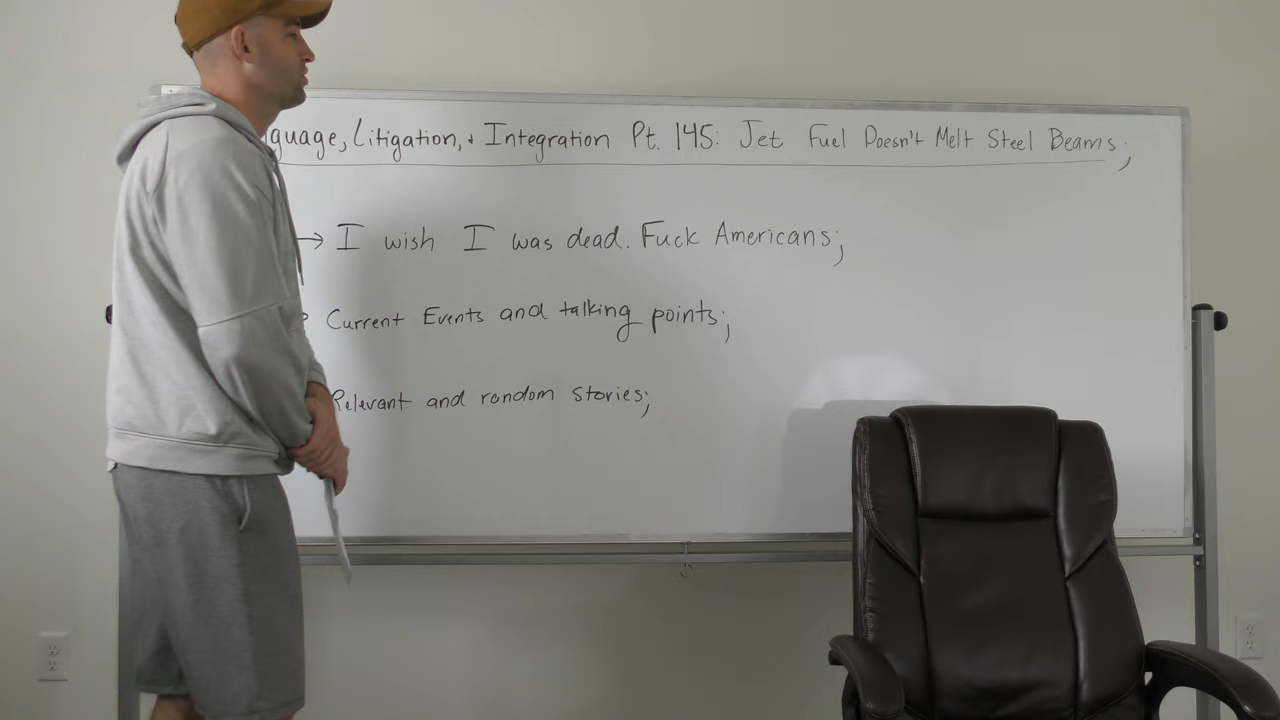 guage, Litigation, + Integration Pt. 145: Jet Fuel Doesn't Melt Steel Beams;
→ I wish I was dead. Fuck Americans;
Current Events and talking points;
Relevant and random stories;